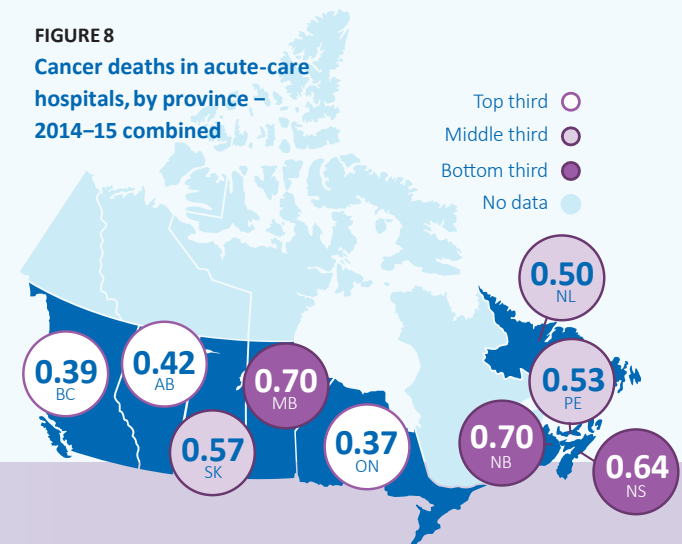 FIGURE 8
Cancer deaths in acute-care
hospitals, by province –
2014–15 combined
Top third
Middle third
Bottom third
No data
0.50
NL
0.39
BC
0.42
AB
0.70
MB
0.53
PE
0.57
SK
0.37
ON
0.70
NB
0.64
NS